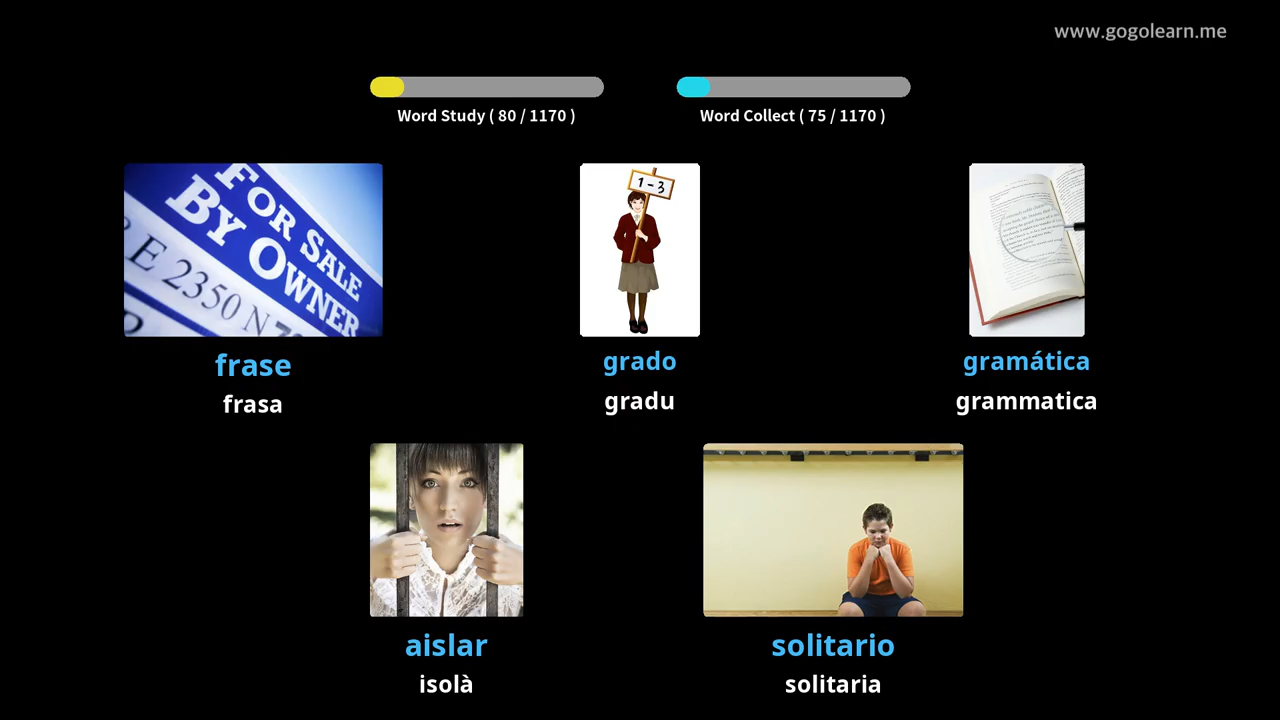 www.gogolearn.me
Word Study ( 80 / 1170 )
Word Collect ( 75 / 1170 )
FOR SALE
BY OWNER
E 2350 N
1 - 3
frase
frasa
grado
gradu
gramática
grammatica
aislar
isolà
solitario
solitaria